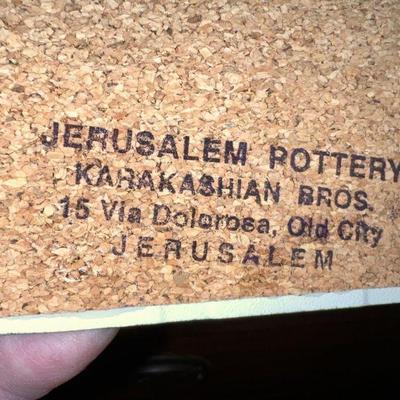 JERUSALEM POTTERY
KARAKASHIAN BROS.
15 Via Dolorosa, Old City
JERUSALEM